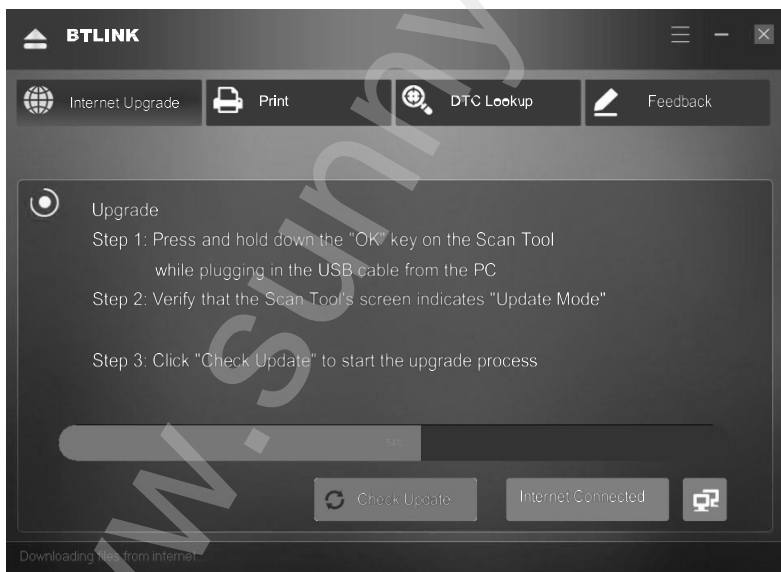 BTLINK
Internet Upgrade
Print
DTC Lookup
Feedback
Upgrade
Step 1: Press and hold down the "OK" key on the Scan Tool
while plugging in the USB cable from the PC
Step 2: Verify that the Scan Tool's screen indicates "Update Mode"
Step 3: Click "Check Update" to start the upgrade process
54%
Check Update
Internet Connected
Downloading files from internet...
w.sunny